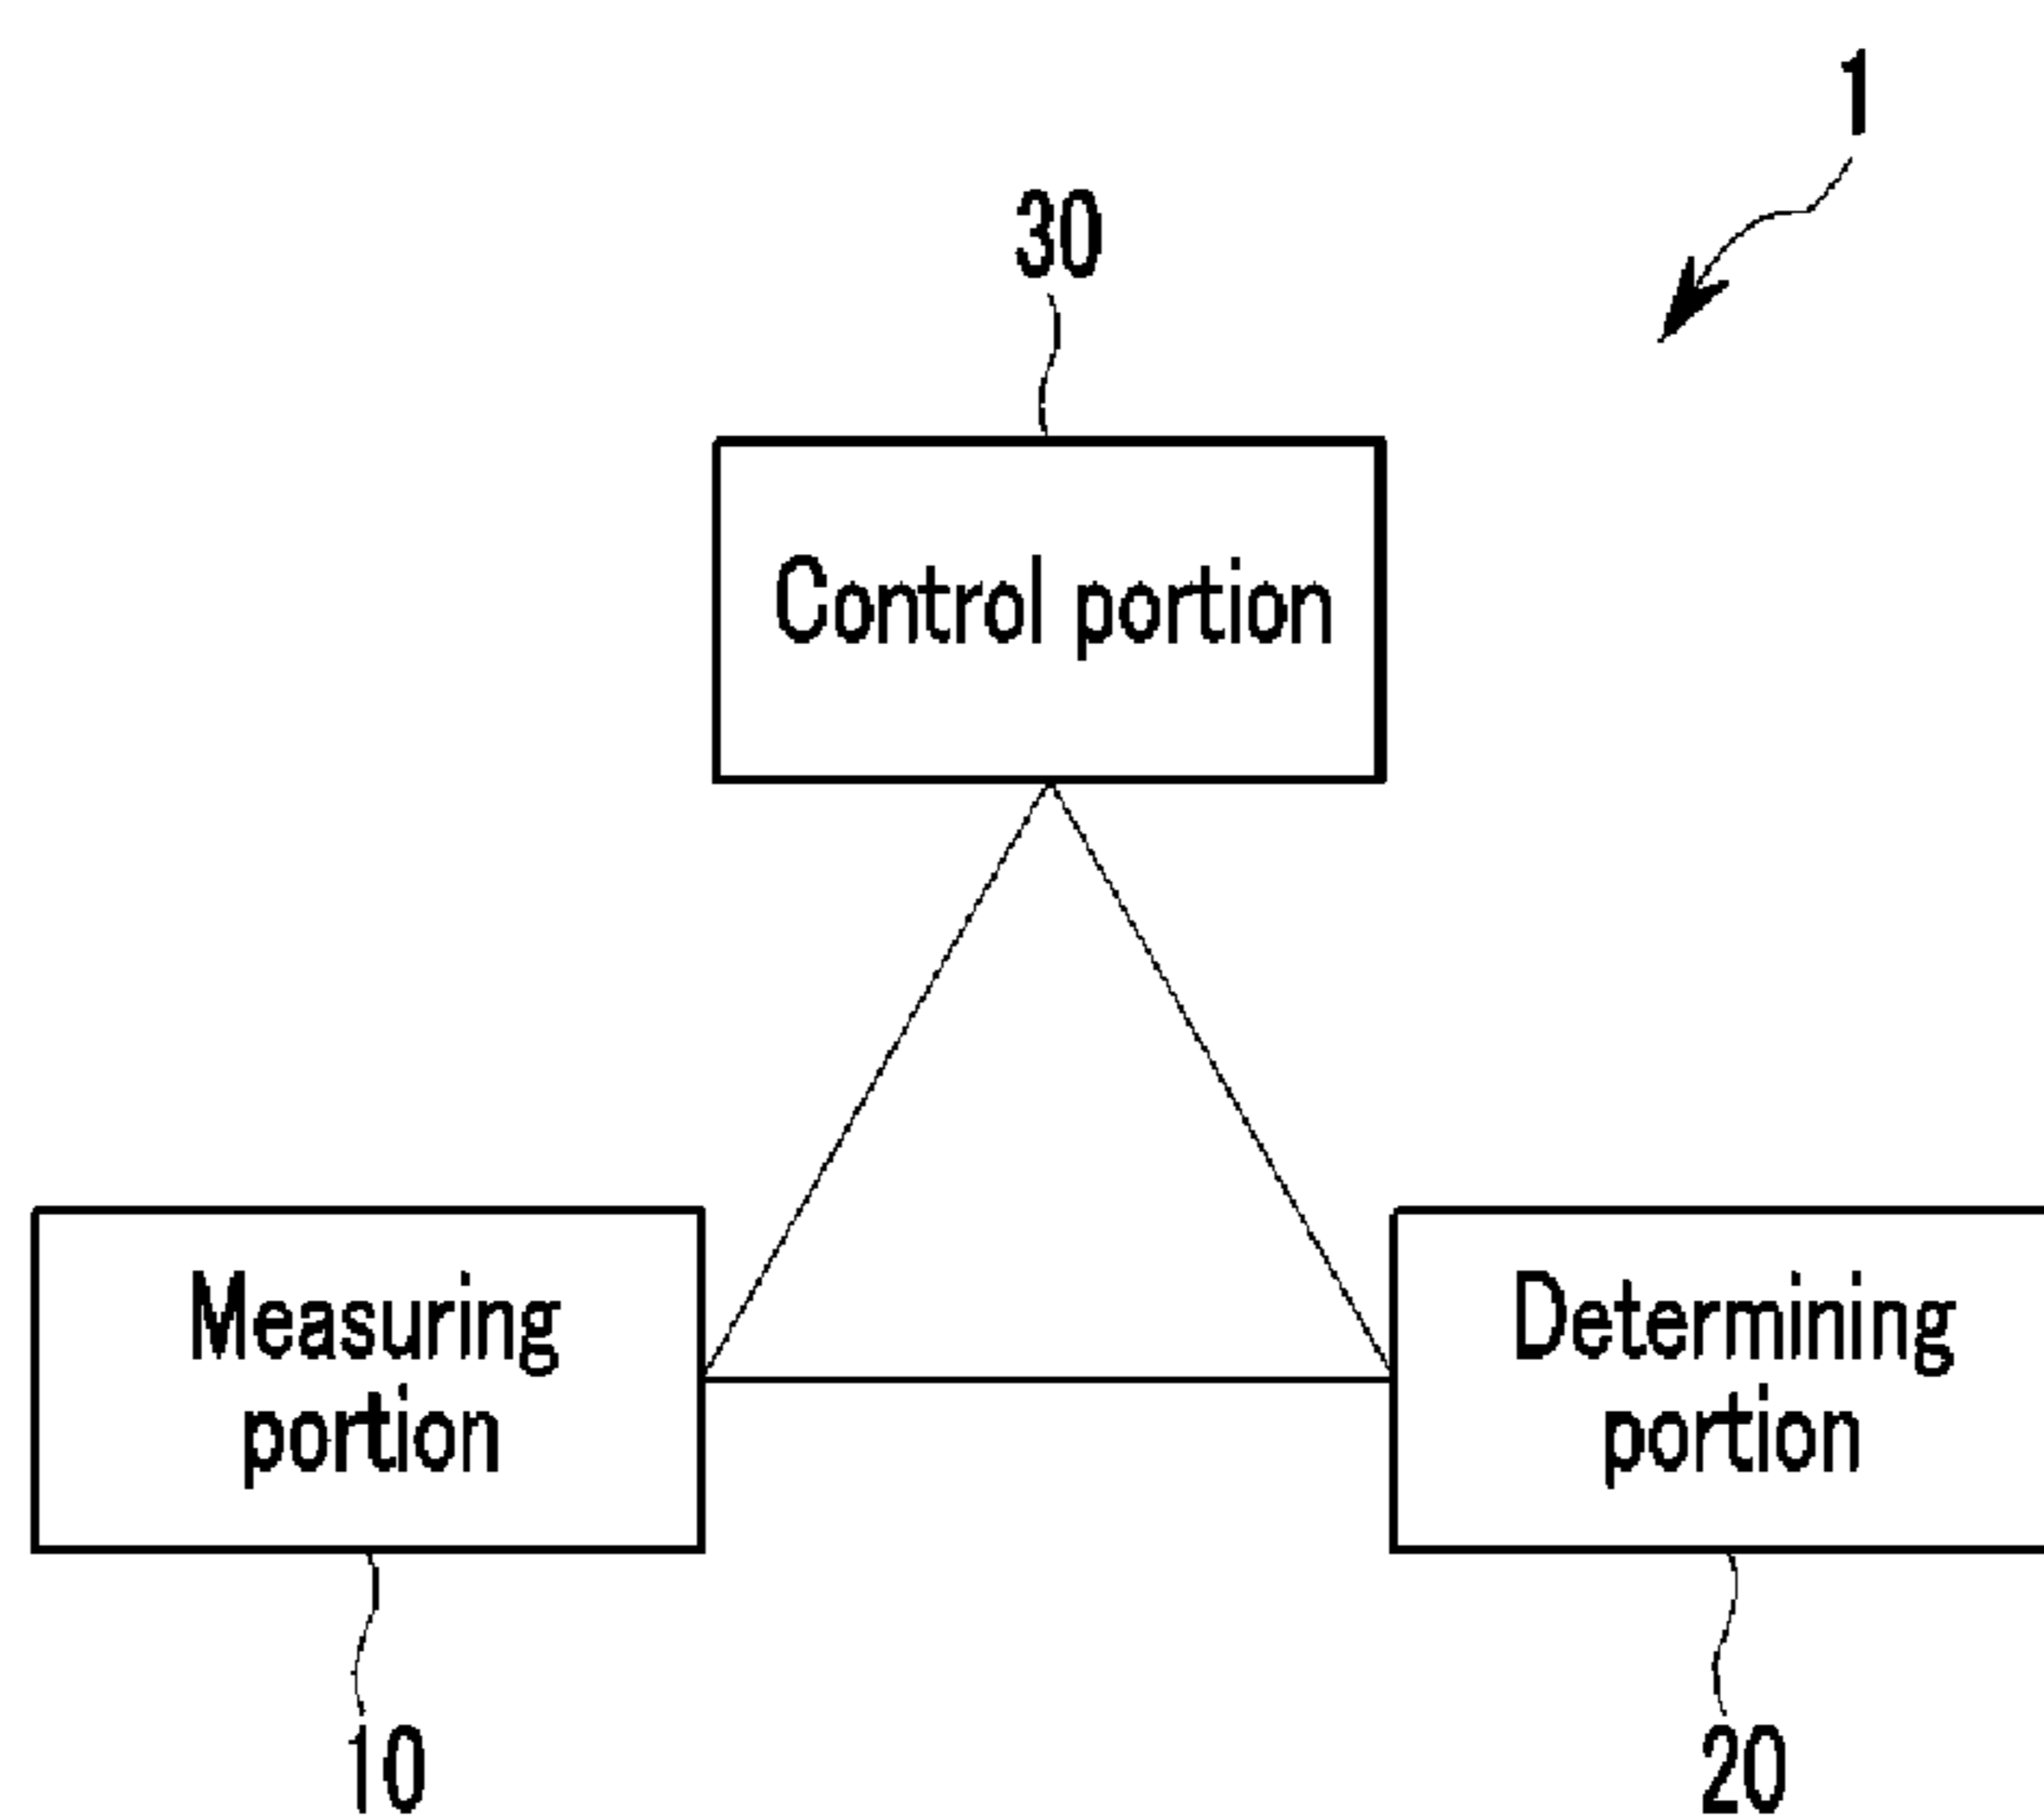 1
30
Control portion
Measuring
portion
Determining
portion
10
20